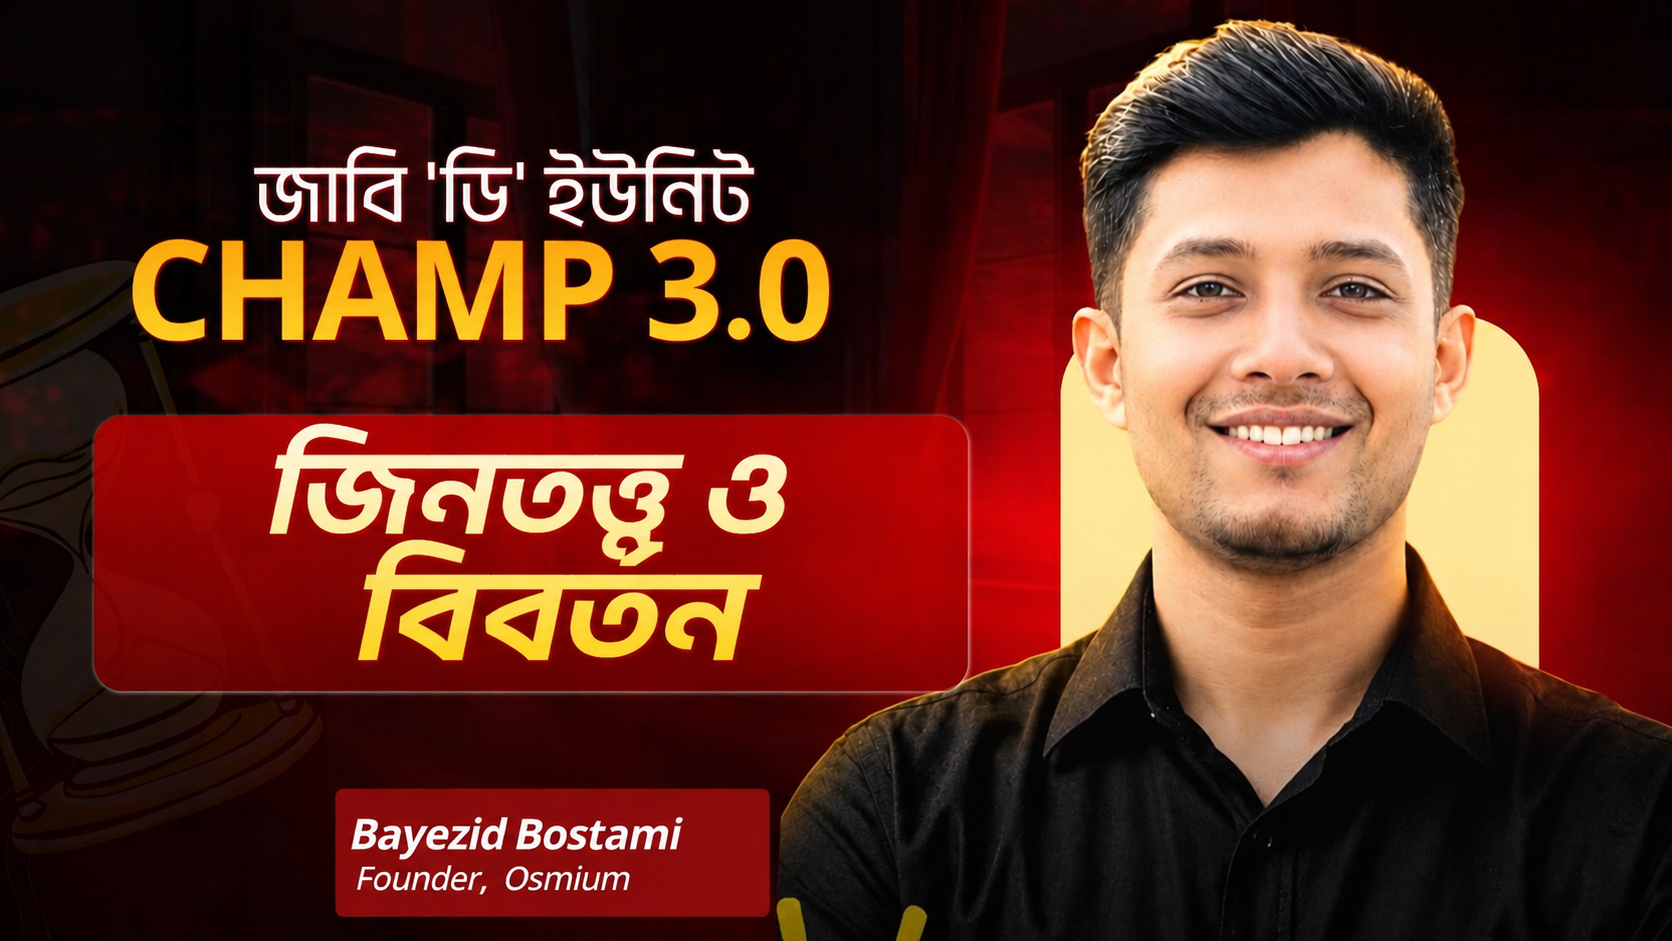 জাবি 'ডি' ইউনিট
CHAMP 3.0
জিনতত্ত্ব ও
বিবর্তন
Bayezid Bostami
Founder, Osmium